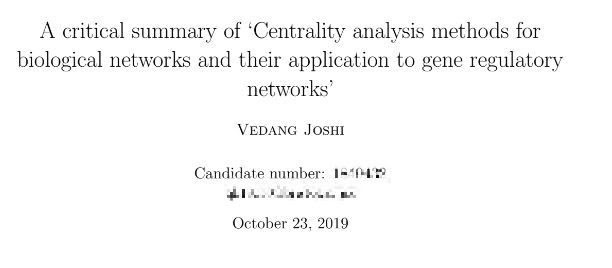 A critical summary of ‘Centrality analysis methods for
biological networks and their application to gene regulatory
networks’
VEDANG JOSHI
Candidate number:
October 23, 2019